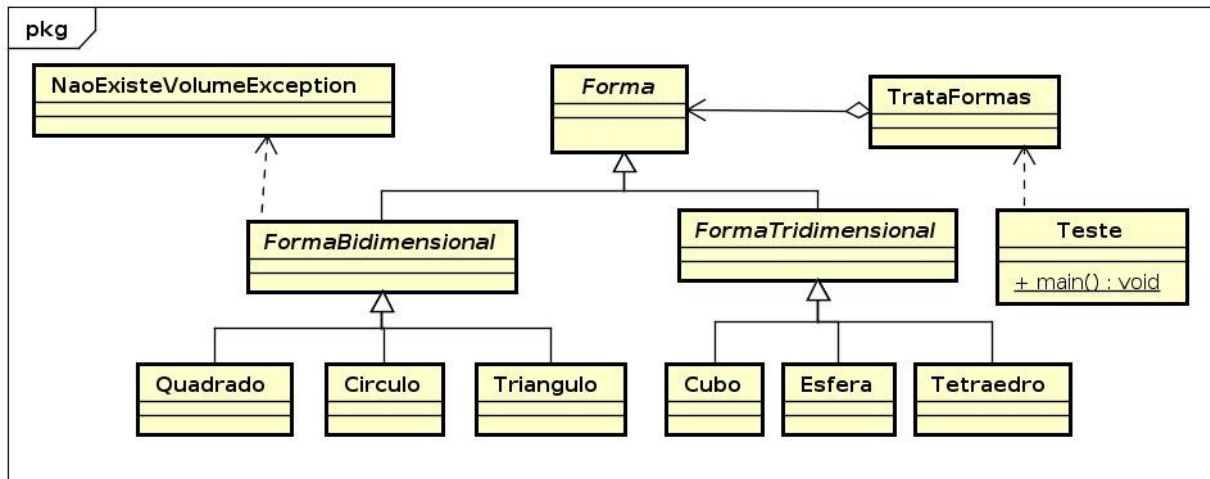 pkg
NaoExisteVolumeException
Forma
TrataFormas
FormaBidimensional
FormaTridimensional
Teste
+ main() : void
Quadrado
Circulo
Triangulo
Cubo
Esfera
Tetraedro